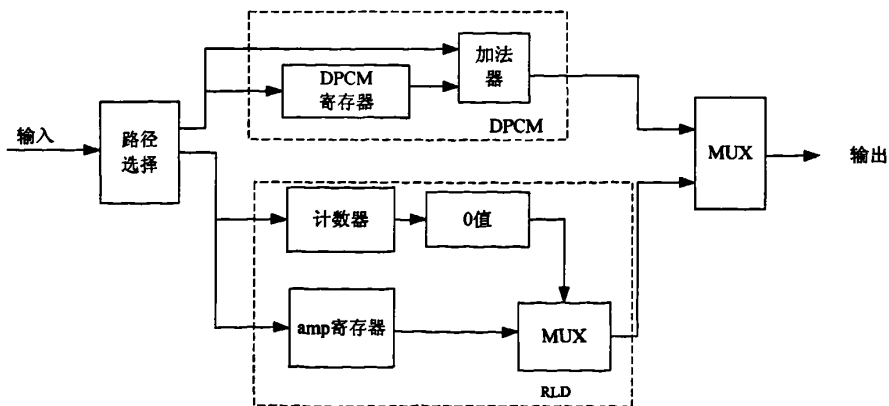 加法
器
DPCM
寄存器
DPCM
输入
路径
选择
MUX
输出
计数器
0值
amp寄存器
MUX
RLD